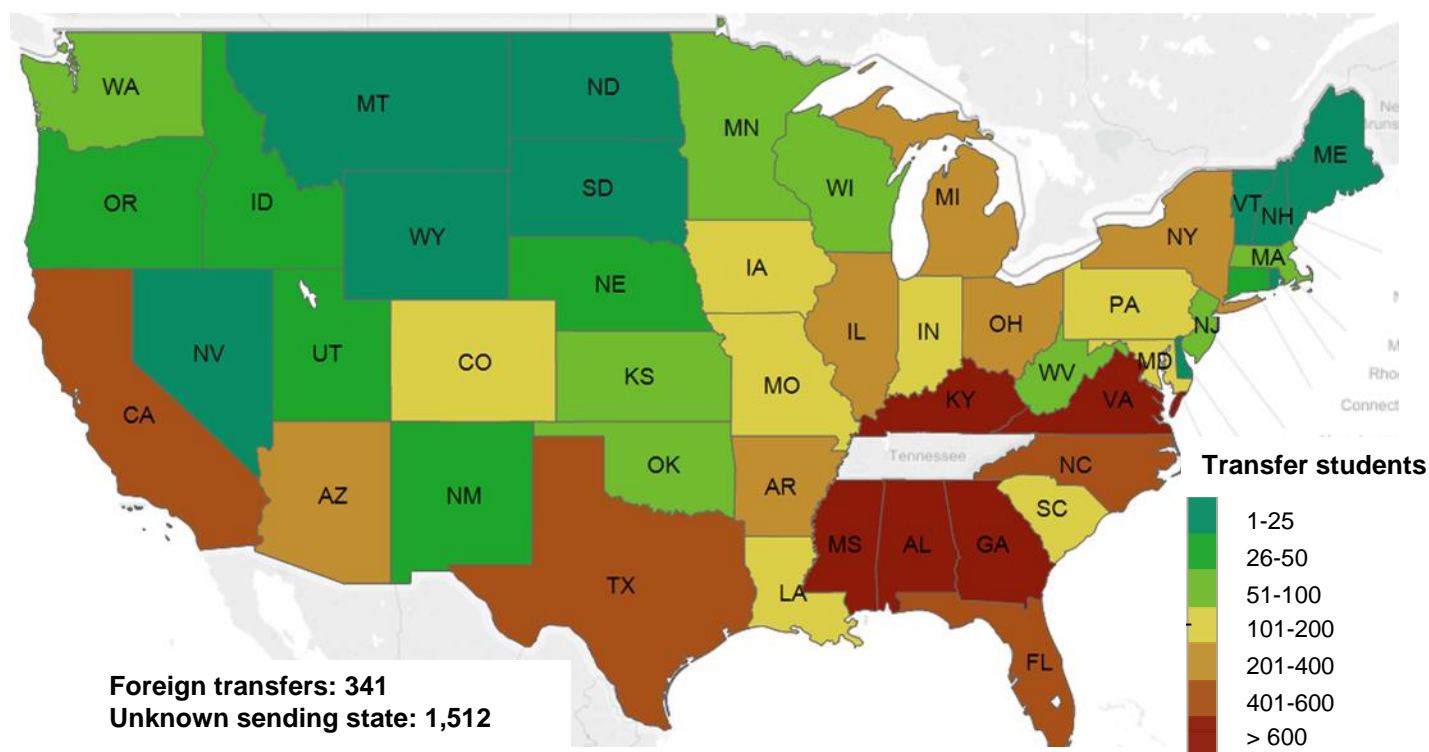 WA
MT
ND
MN
ME
OR
ID
SD
WI
MI
VT
NH
WY
NY
MA
IA
NE
PA
NV
UT
CO
IL
IN
OH
NJ
MD
KS
MO
WV
CA
KY
VA
Tennessee
NC
OK
AZ
NM
AR
SC
MS
AL
GA
TX
LA
FL
Connect
Transfer students
1-25
26-50
51-100
101-200
201-400
401-600
> 600
Foreign transfers: 341
Unknown sending state: 1,512